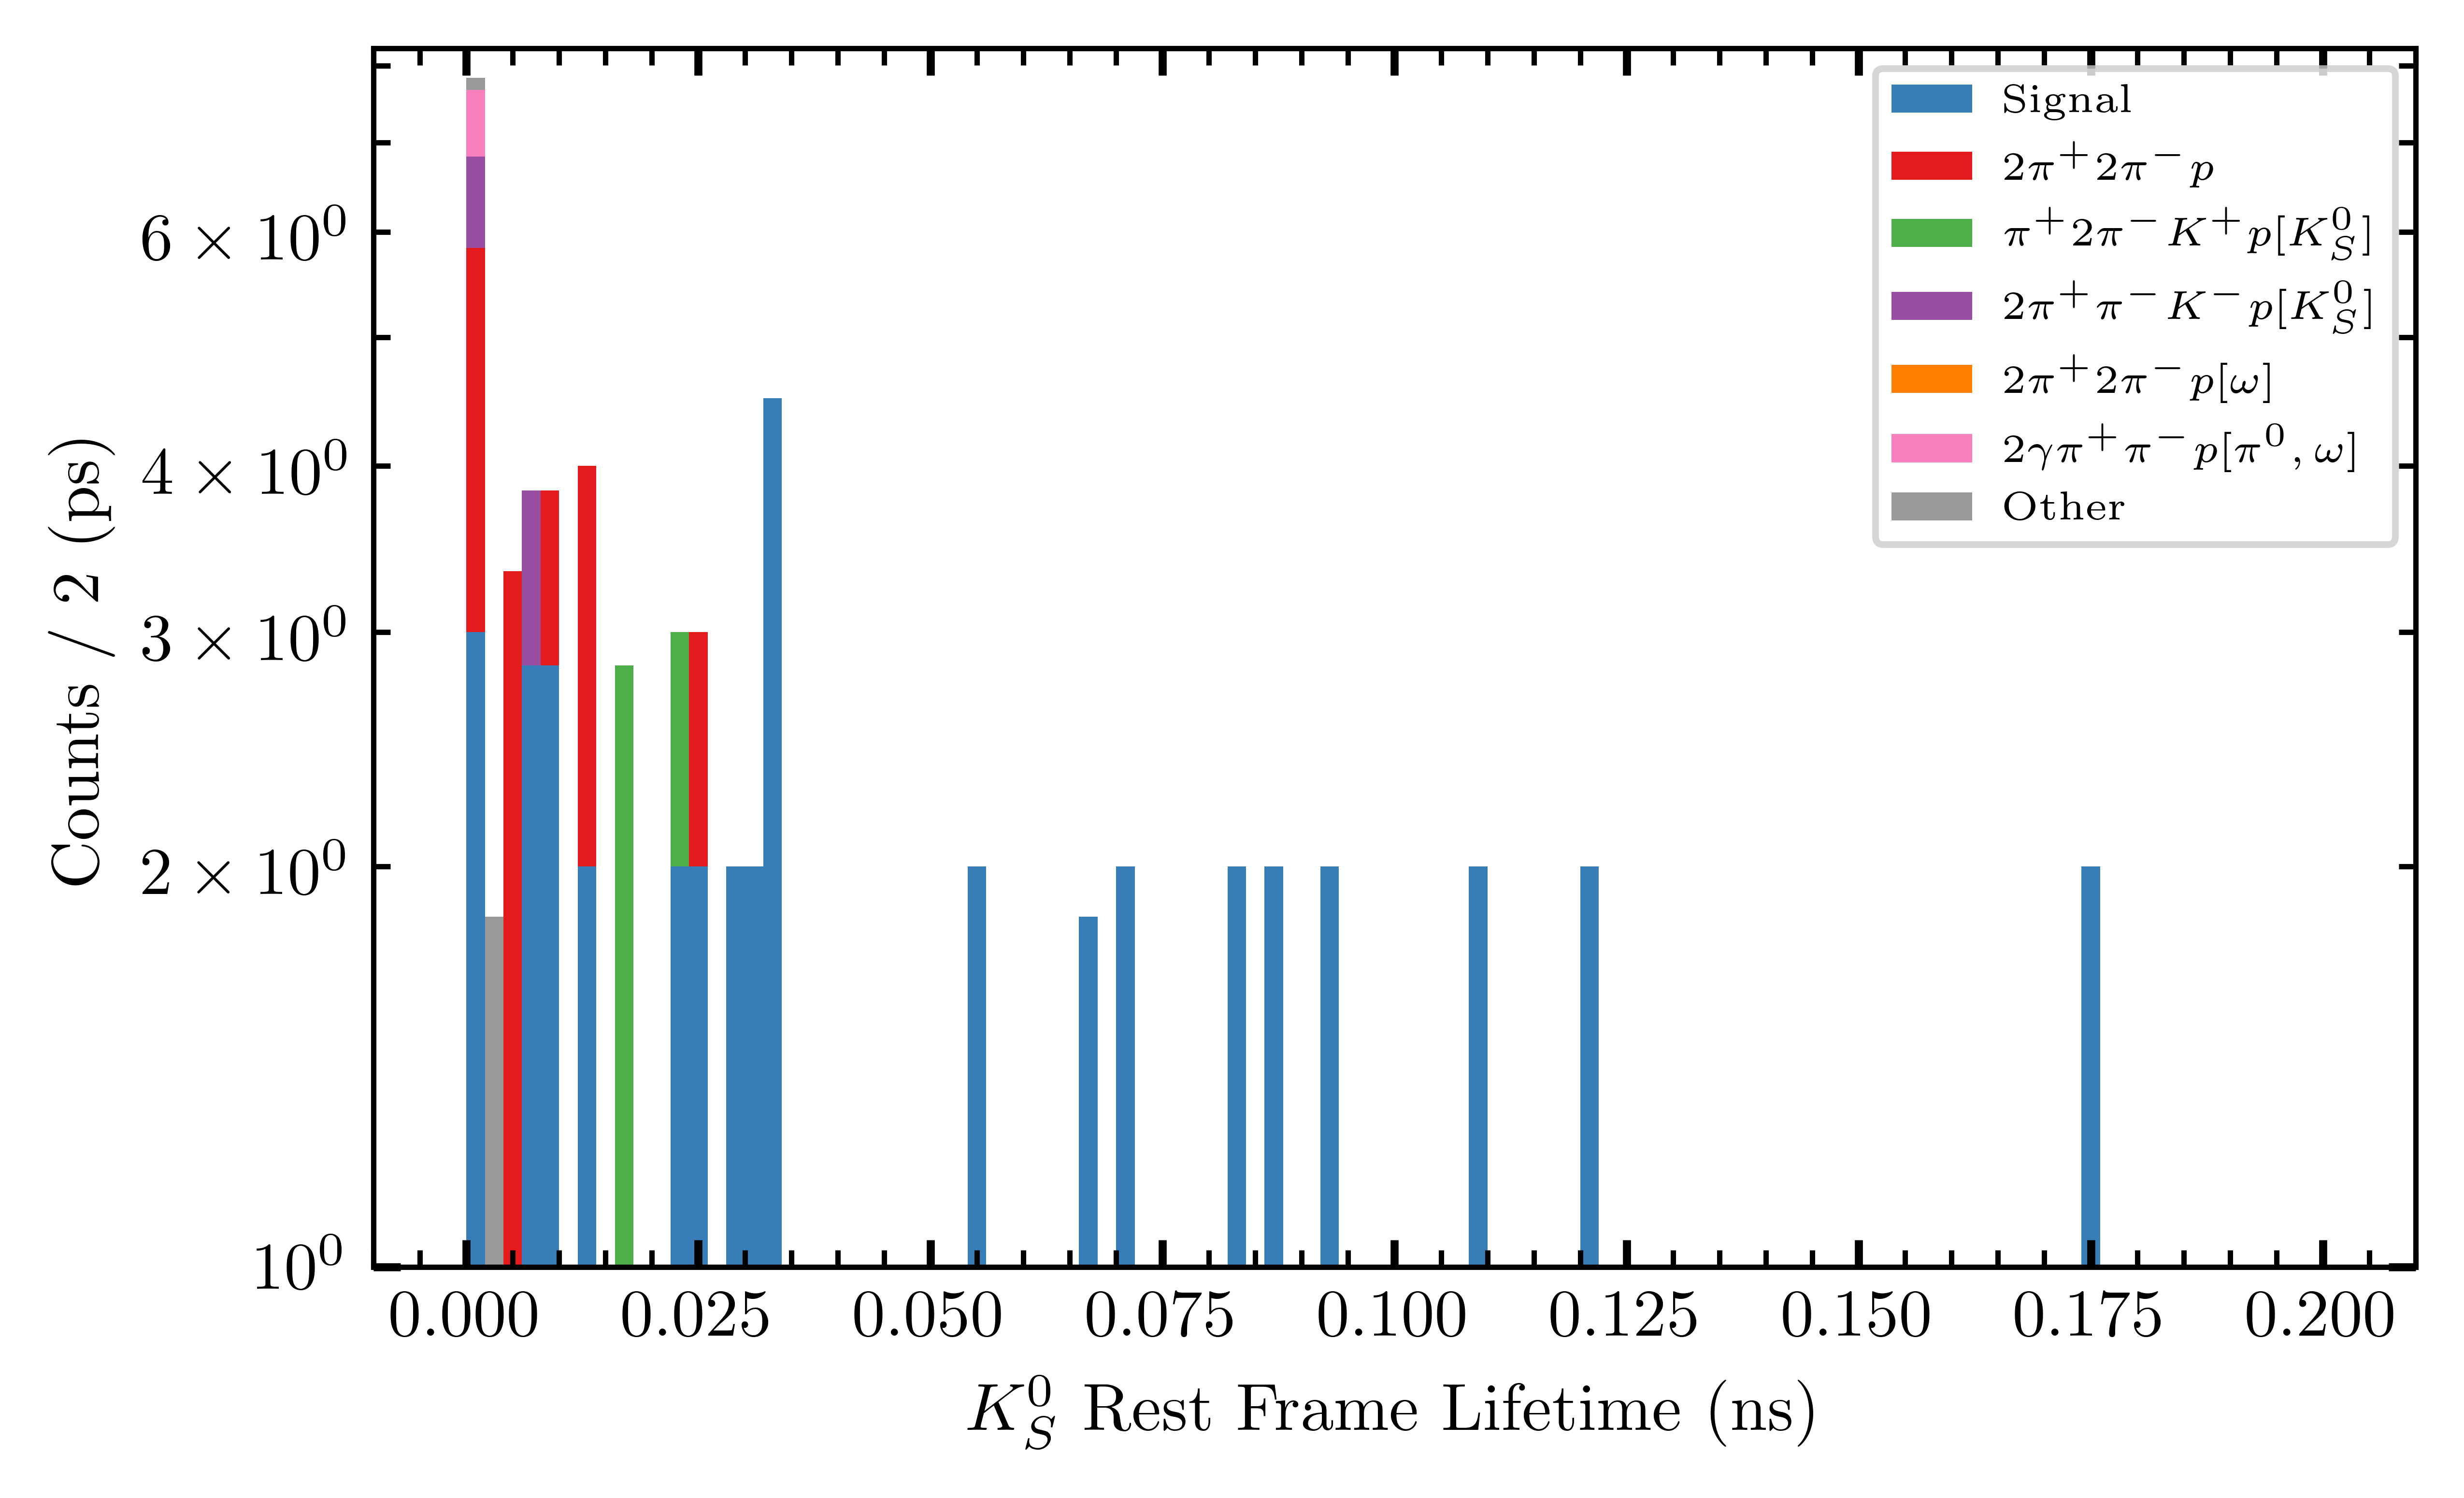 Counts / 2 (ps)
6 × 10⁰
4 × 10⁰
3 × 10⁰
2 × 10⁰
10⁰
Signal
2π⁺2π⁻p
π⁺2π⁻K⁺p[K⁰_S]
2π⁺π⁻K⁻p[K⁰_S]
2π⁺2π⁻p[ω]
2γπ⁺π⁻p[π⁰, ω]
Other
0.000 0.025 0.050 0.075 0.100 0.125 0.150 0.175 0.200
K⁰_S Rest Frame Lifetime (ns)